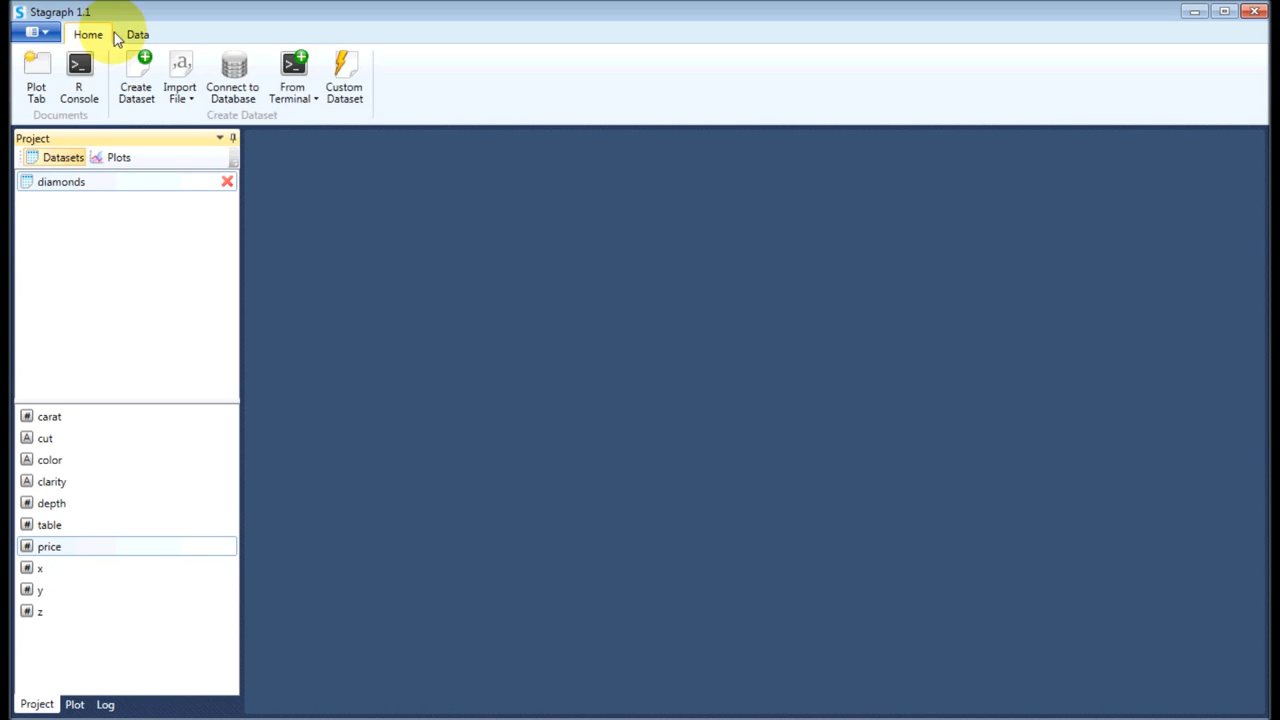 Stagraph 1.1
Home Data
Plot Tab
R Console
Create Dataset
Import File
Connect to Database
From Terminal
Custom Dataset
Documents
Create Dataset
Project
Datasets Plots
diamonds
# carat
A cut
A color
A clarity
# depth
# table
# price
# x
# y
# z
Project Plot Log